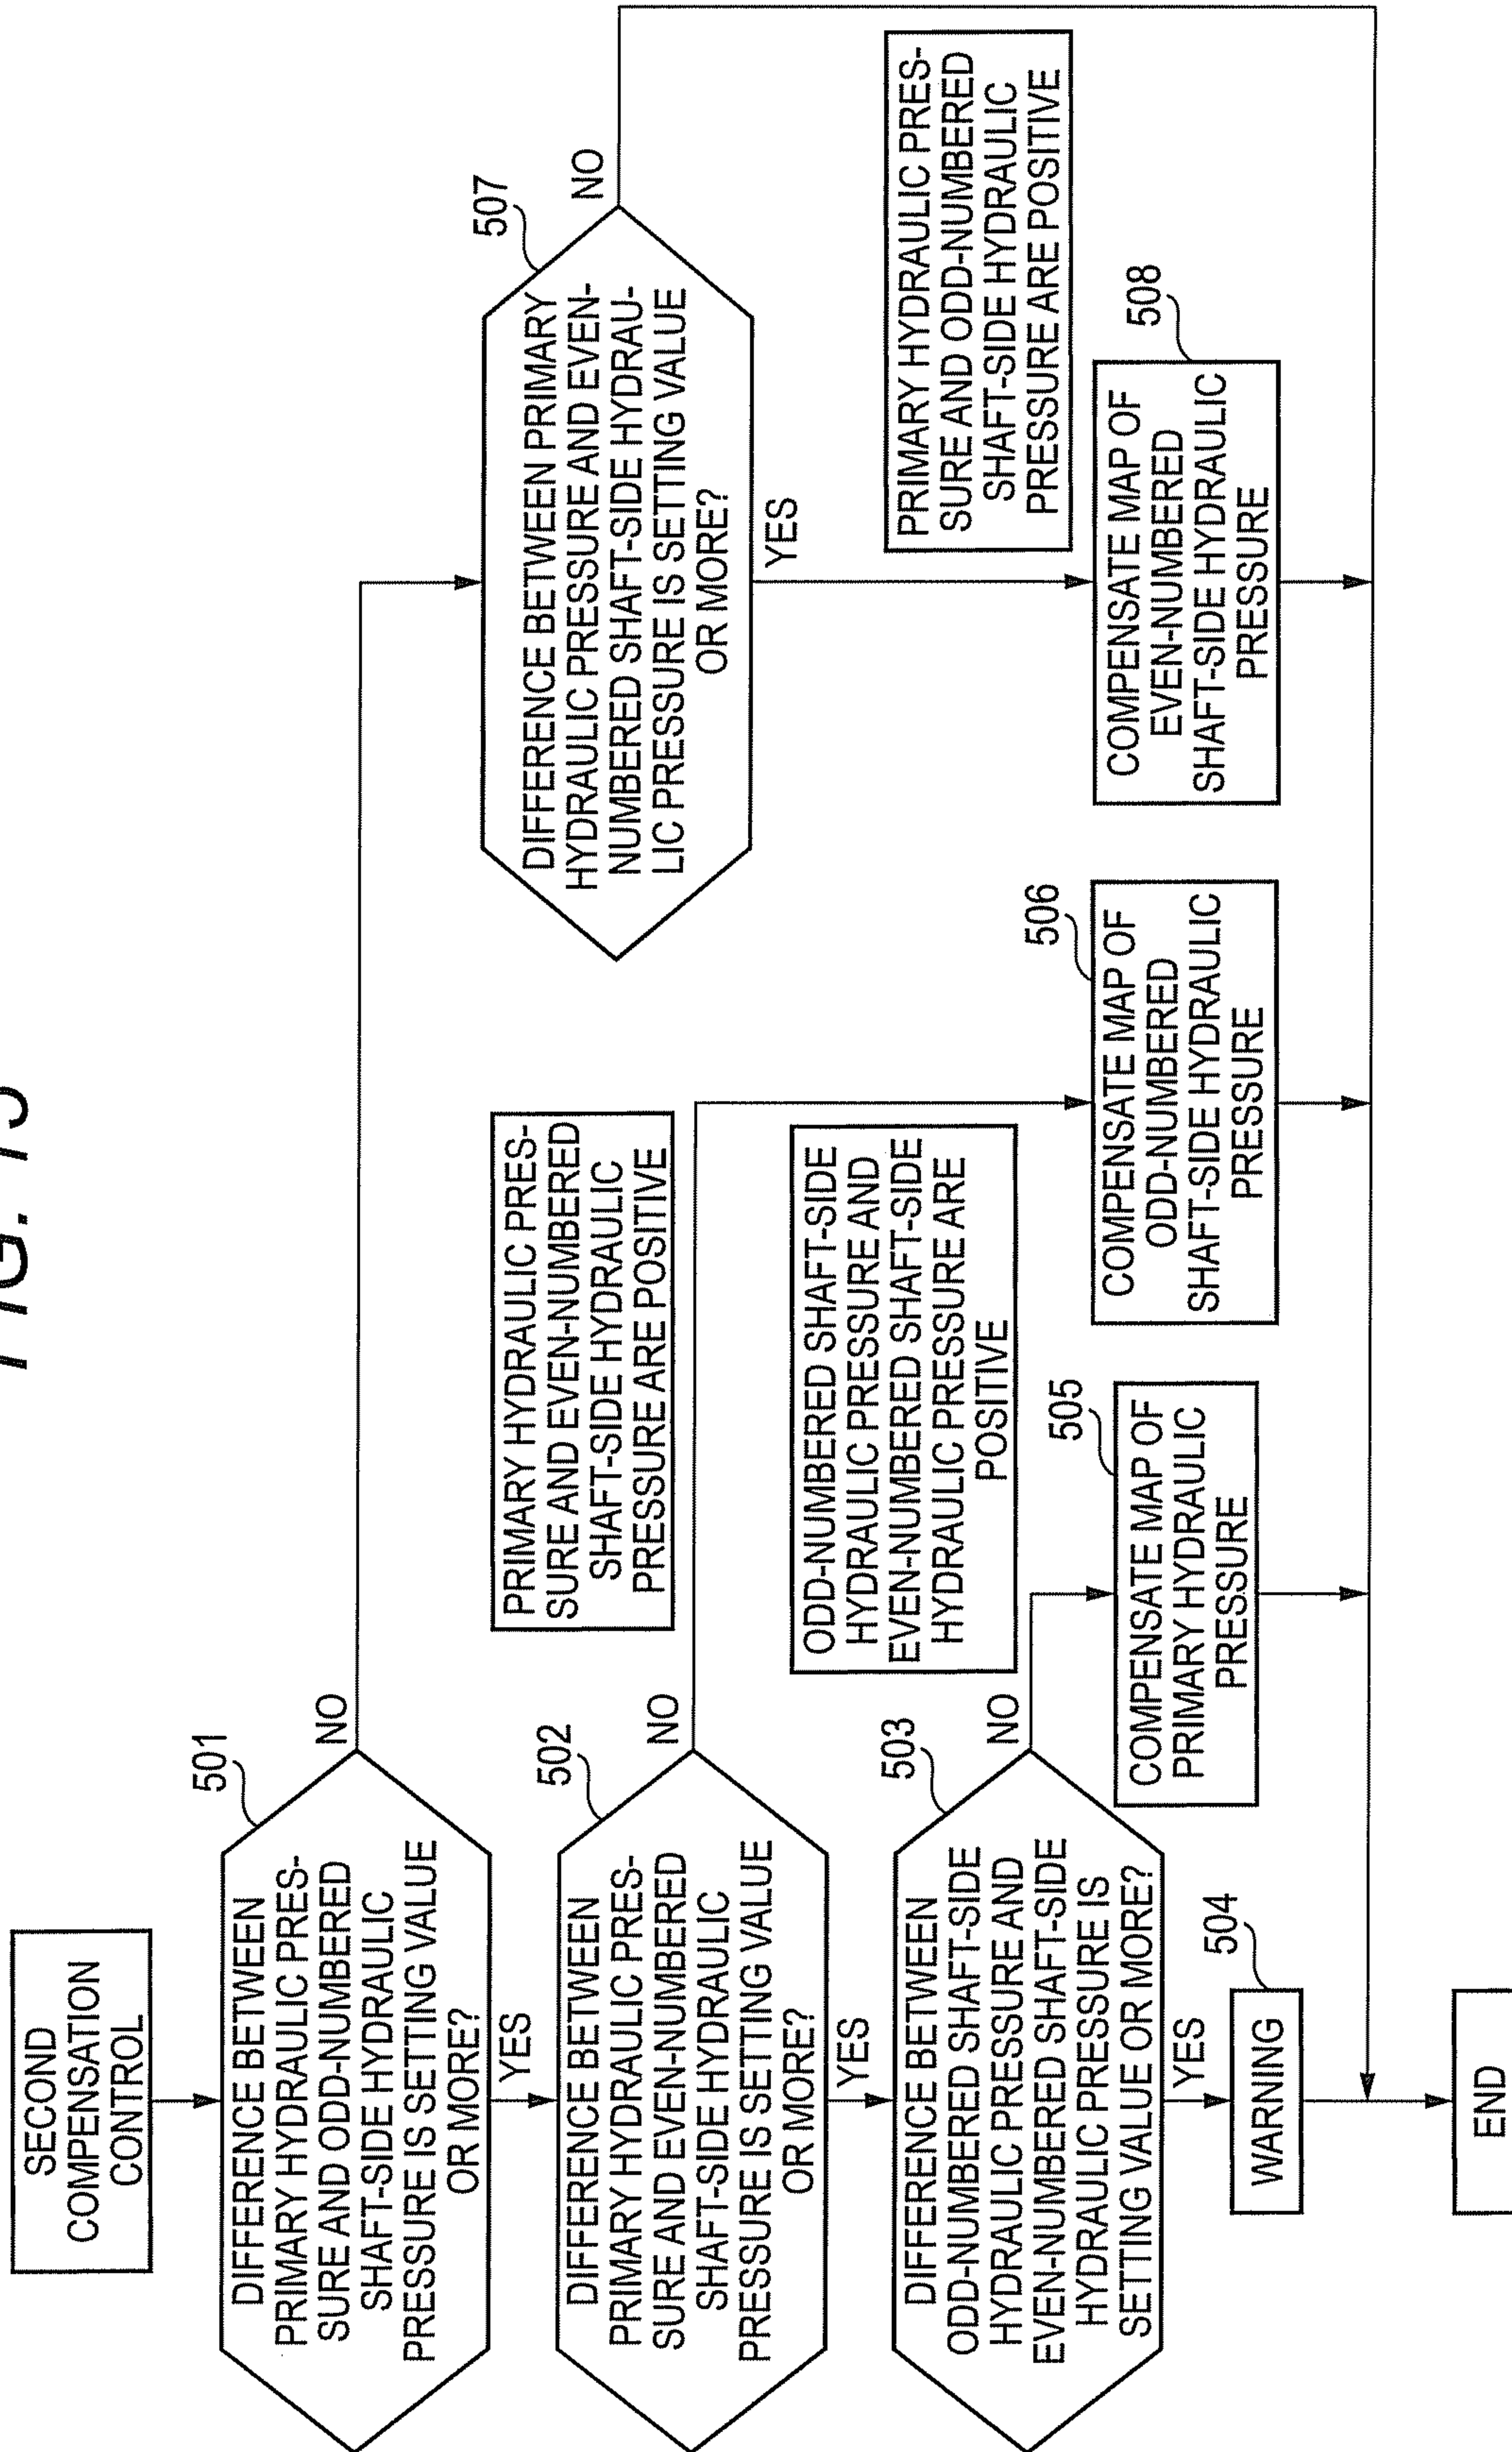 FIG. 15
SECOND
COMPENSATION
CONTROL
501
DIFFERENCE BETWEEN
PRIMARY HYDRAULIC PRES-
SURE AND ODD-NUMBERED
SHAFT-SIDE HYDRAULIC
PRESSURE IS SETTING VALUE
OR MORE?
NO
YES
502
DIFFERENCE BETWEEN
PRIMARY HYDRAULIC PRES-
SURE AND EVEN-NUMBERED
SHAFT-SIDE HYDRAULIC
PRESSURE IS SETTING VALUE
OR MORE?
NO
YES
PRIMARY HYDRAULIC PRES-
SURE AND EVEN-NUMBERED
SHAFT-SIDE HYDRAULIC
PRESSURE ARE POSITIVE
507
DIFFERENCE BETWEEN PRIMARY
HYDRAULIC PRESSURE AND EVEN-
NUMBERED SHAFT-SIDE HYDRAU-
LIC PRESSURE IS SETTING VALUE
OR MORE?
NO
YES
503
DIFFERENCE BETWEEN
ODD-NUMBERED SHAFT-SIDE
HYDRAULIC PRESSURE AND
EVEN-NUMBERED SHAFT-SIDE
HYDRAULIC PRESSURE IS
SETTING VALUE OR MORE?
NO
YES
ODD-NUMBERED SHAFT-SIDE
HYDRAULIC PRESSURE AND
EVEN-NUMBERED SHAFT-SIDE
HYDRAULIC PRESSURE ARE
POSITIVE
PRIMARY HYDRAULIC PRES-
SURE AND ODD-NUMBERED
SHAFT-SIDE HYDRAULIC
PRESSURE ARE POSITIVE
504
WARNING
505
COMPENSATE MAP OF
PRIMARY HYDRAULIC
PRESSURE
506
COMPENSATE MAP OF
ODD-NUMBERED
SHAFT-SIDE HYDRAULIC
PRESSURE
508
COMPENSATE MAP OF
EVEN-NUMBERED
SHAFT-SIDE HYDRAULIC
PRESSURE
END